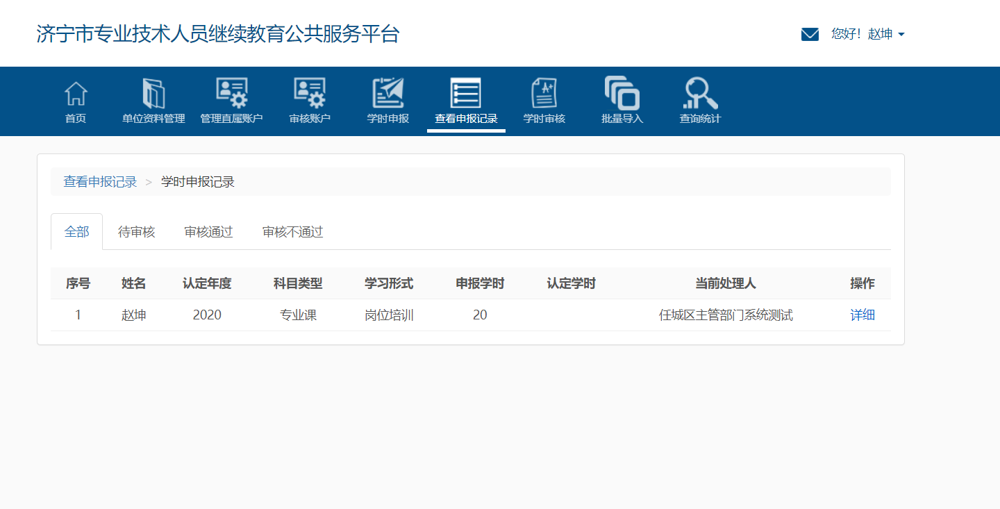 济宁市专业技术人员继续教育公共服务平台
您好！赵坤
首页 单位资料管理 管理直属账户 审核账户 学时申报 查看申报记录 学时审核 批量导入 查询统计
查看申报记录 > 学时申报记录
全部 待审核 审核通过 审核不通过
序号 姓名 认定年度 科目类型 学习形式 申报学时 认定学时 当前处理人 操作
1 赵坤 2020 专业课 岗位培训 20 任城区主管部门系统测试 详细